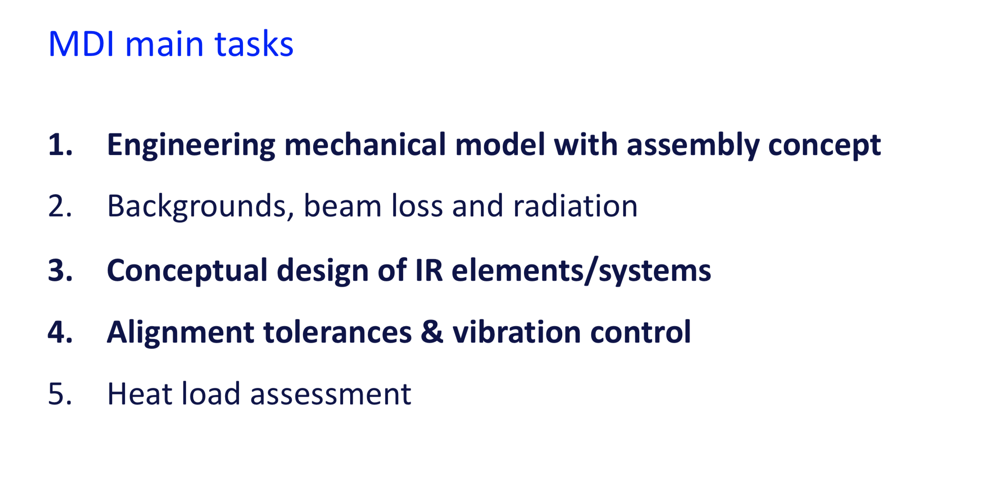 MDI main tasks
1. Engineering mechanical model with assembly concept
2. Backgrounds, beam loss and radiation
3. Conceptual design of IR elements/systems
4. Alignment tolerances & vibration control
5. Heat load assessment